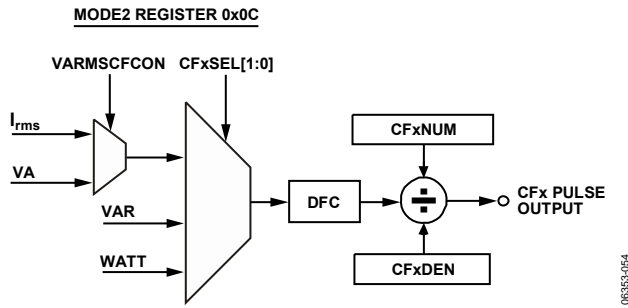 MODE2 REGISTER 0x0C
VARMSCFCON CFxSEL[1:0]
Irms
VA
VAR
WATT
DFC
CFxNUM
÷
CFxDEN
CFx PULSE
OUTPUT
06353-054